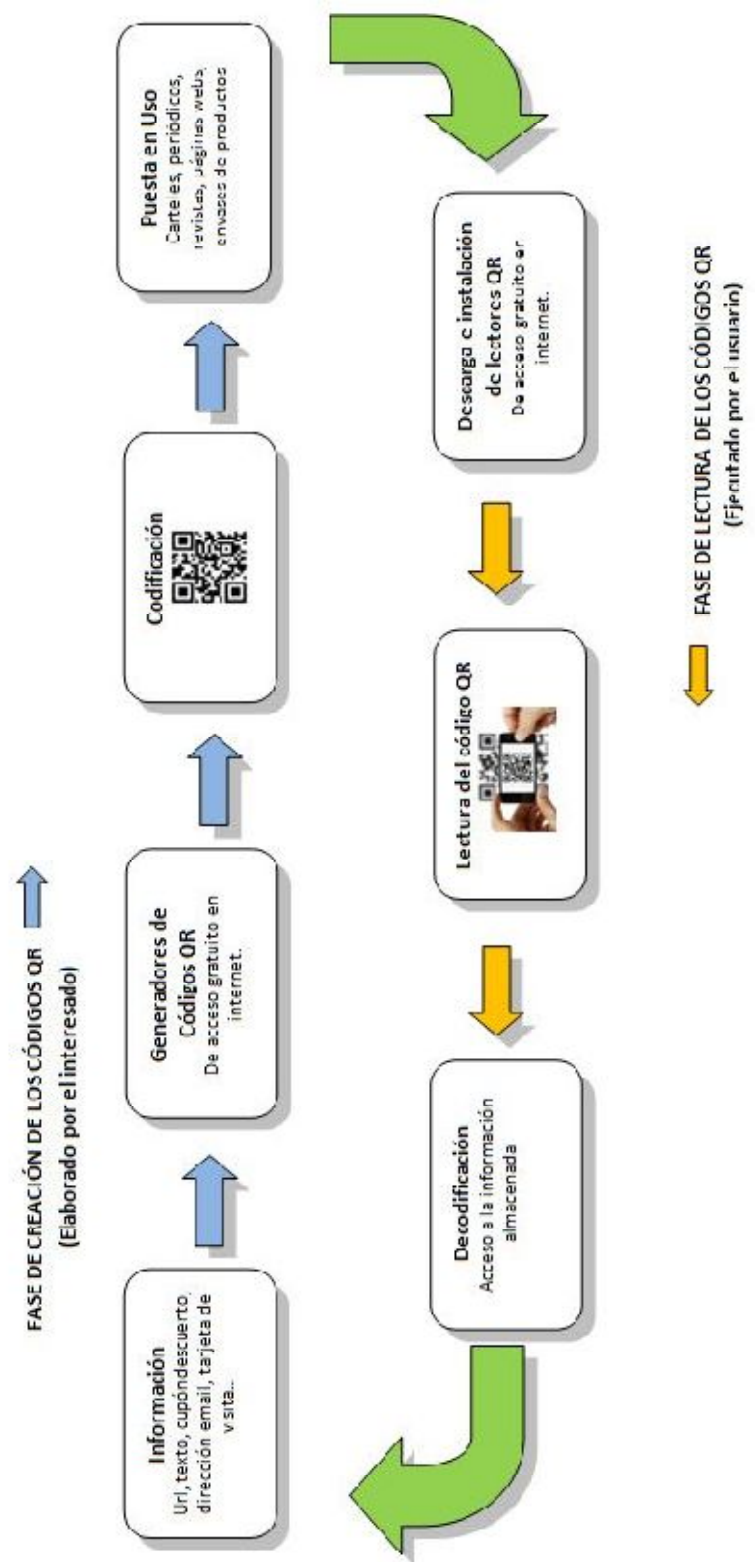 FASE DE CREACIÓN DE LOS CÓDIGOS QR
(Elaborado por el interesado)
Información
Url, texto, cupóndescuerto,
dirección email, tarjeta de
visita..
Generadores de
Códigos QR
De acceso gratuito en
internet.
Codificación
Puesta en Uso
Carteles, periódicos,
revistas, páginas webs,
envases de productos
Descarga e instalación
de lectores QR
De acceso gratuito er
internet.
Lectura del código QR
Decodificación
Acceso a la información
almacenada
FASE DE LECTURA DE LOS CÓDIGOS QR
(Ejecutado por el usuario)